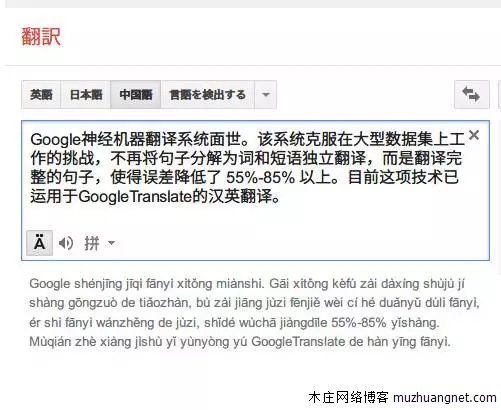 翻訳
英語 日本語 中国語 言語を検出する
Google神经机器翻译系统面世。该系统克服在大型数据集上工
作的挑战，不再将句子分解为词和短语独立翻译，而是翻译完
整的句子，使得误差降低了 55%-85% 以上。目前这项技术已
运用于GoogleTranslate的汉英翻译。
Ä 拼
Google shénjīng jīqì fānyì xìtǒng miànshì. Gāi xìtǒng kèfù zài dàxíng shùjù jí
shàng gōngzuò de tiǎozhàn, bù zài jiāng jùzi fēnjiě wèi cí hé duǎnyǔ dúlì fānyì,
ér shì fānyì wánzhěng de jùzi, shǐdé wùchā jiàngdīle 55%-85% yǐshàng.
Mùqián zhè xiàng jìshù yǐ yùnyòng yú GoogleTranslate de hàn yīng fānyì.
木庄网络博客 muzhuangnet.com